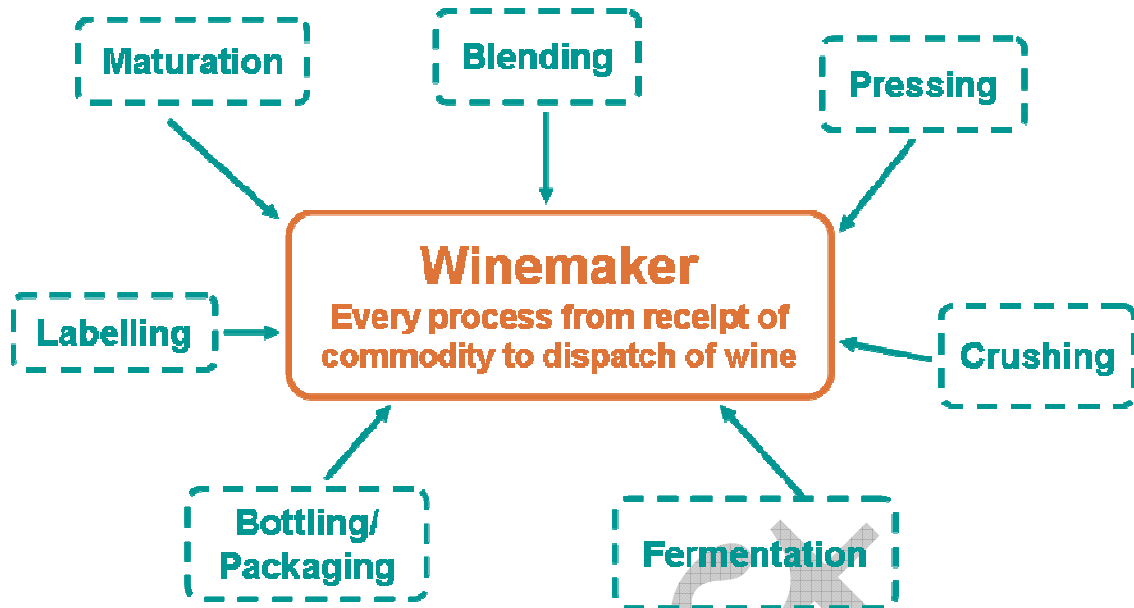 Maturation
Blending
Pressing
Winemaker
Every process from receipt of
commodity to dispatch of wine
Labelling
Crushing
Bottling/
Packaging
Fermentation